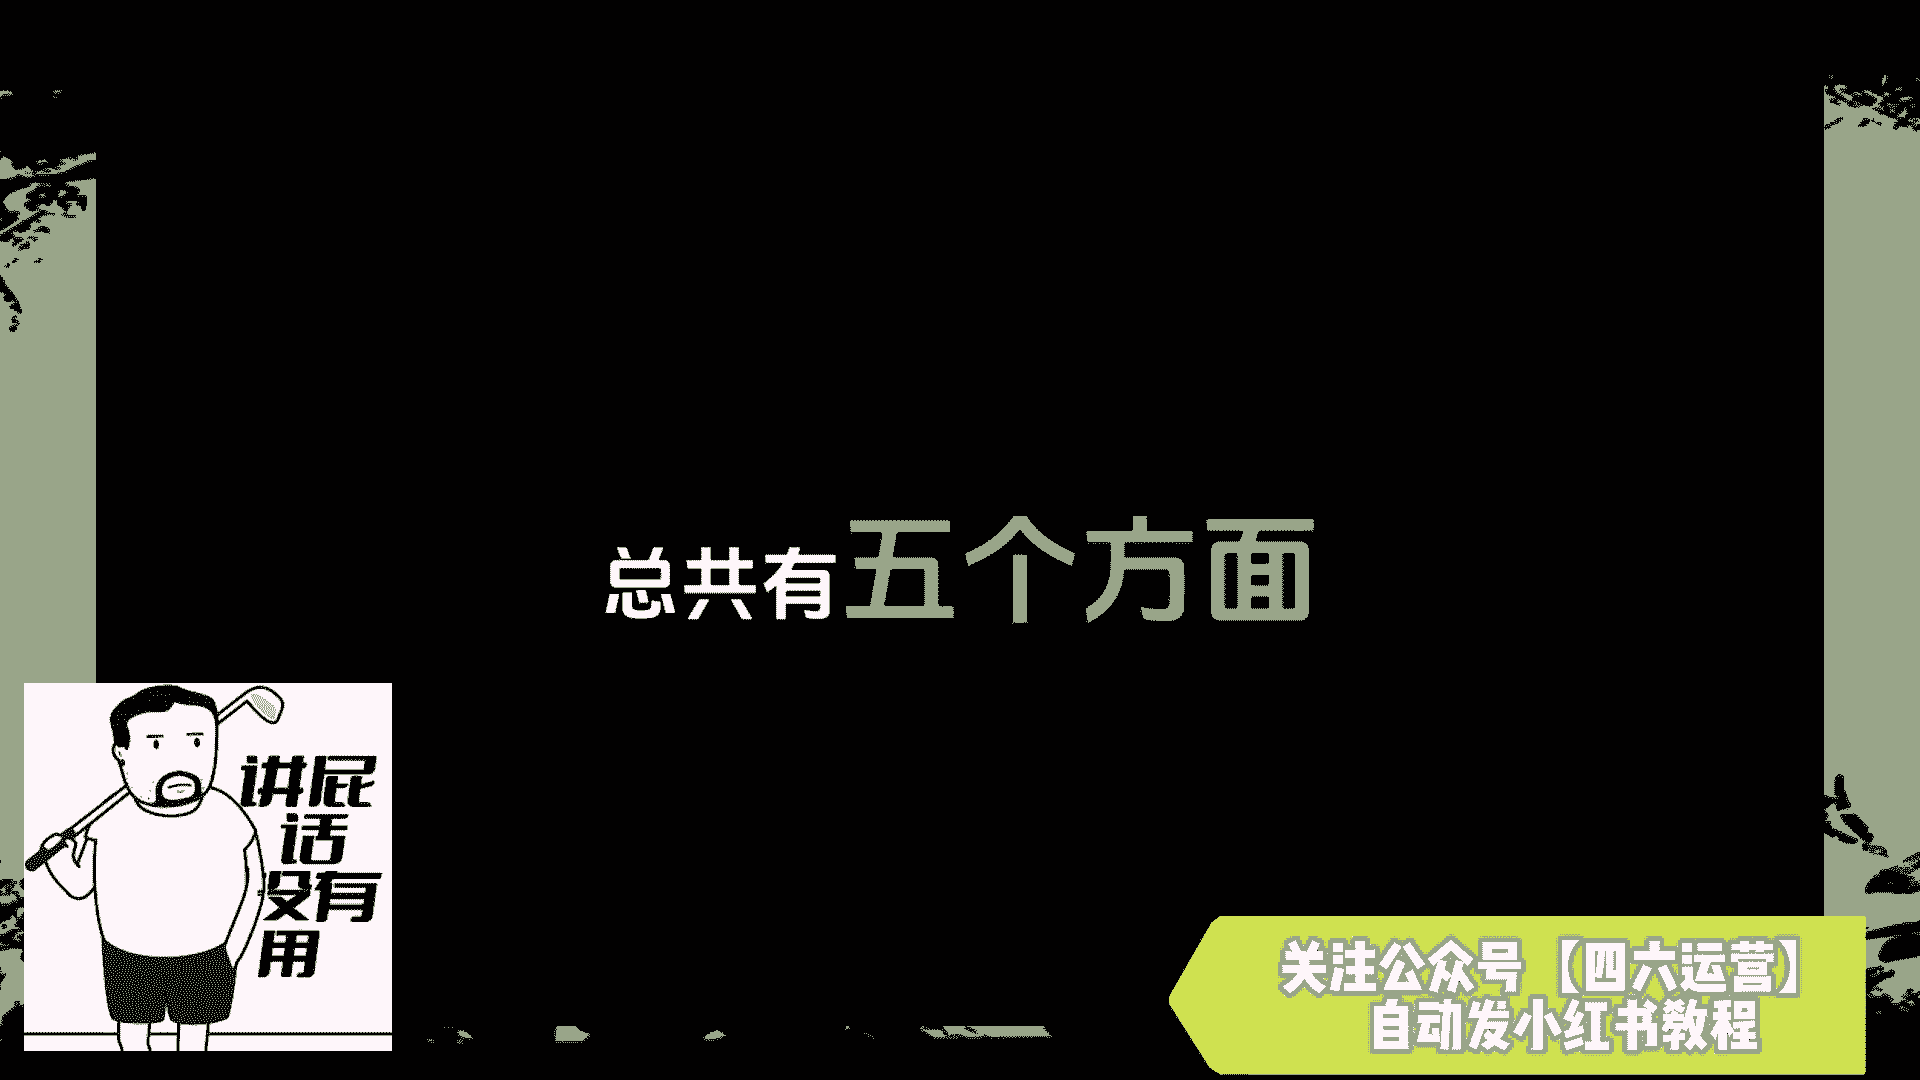 总共有五个方面
讲屁
话
没有
用
关注公众号【四六运营】
自动发小红书教程